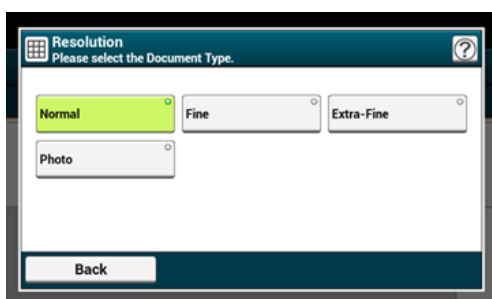 Resolution
Please select the Document Type.
?
Normal
Fine
Extra-Fine
Photo
Back